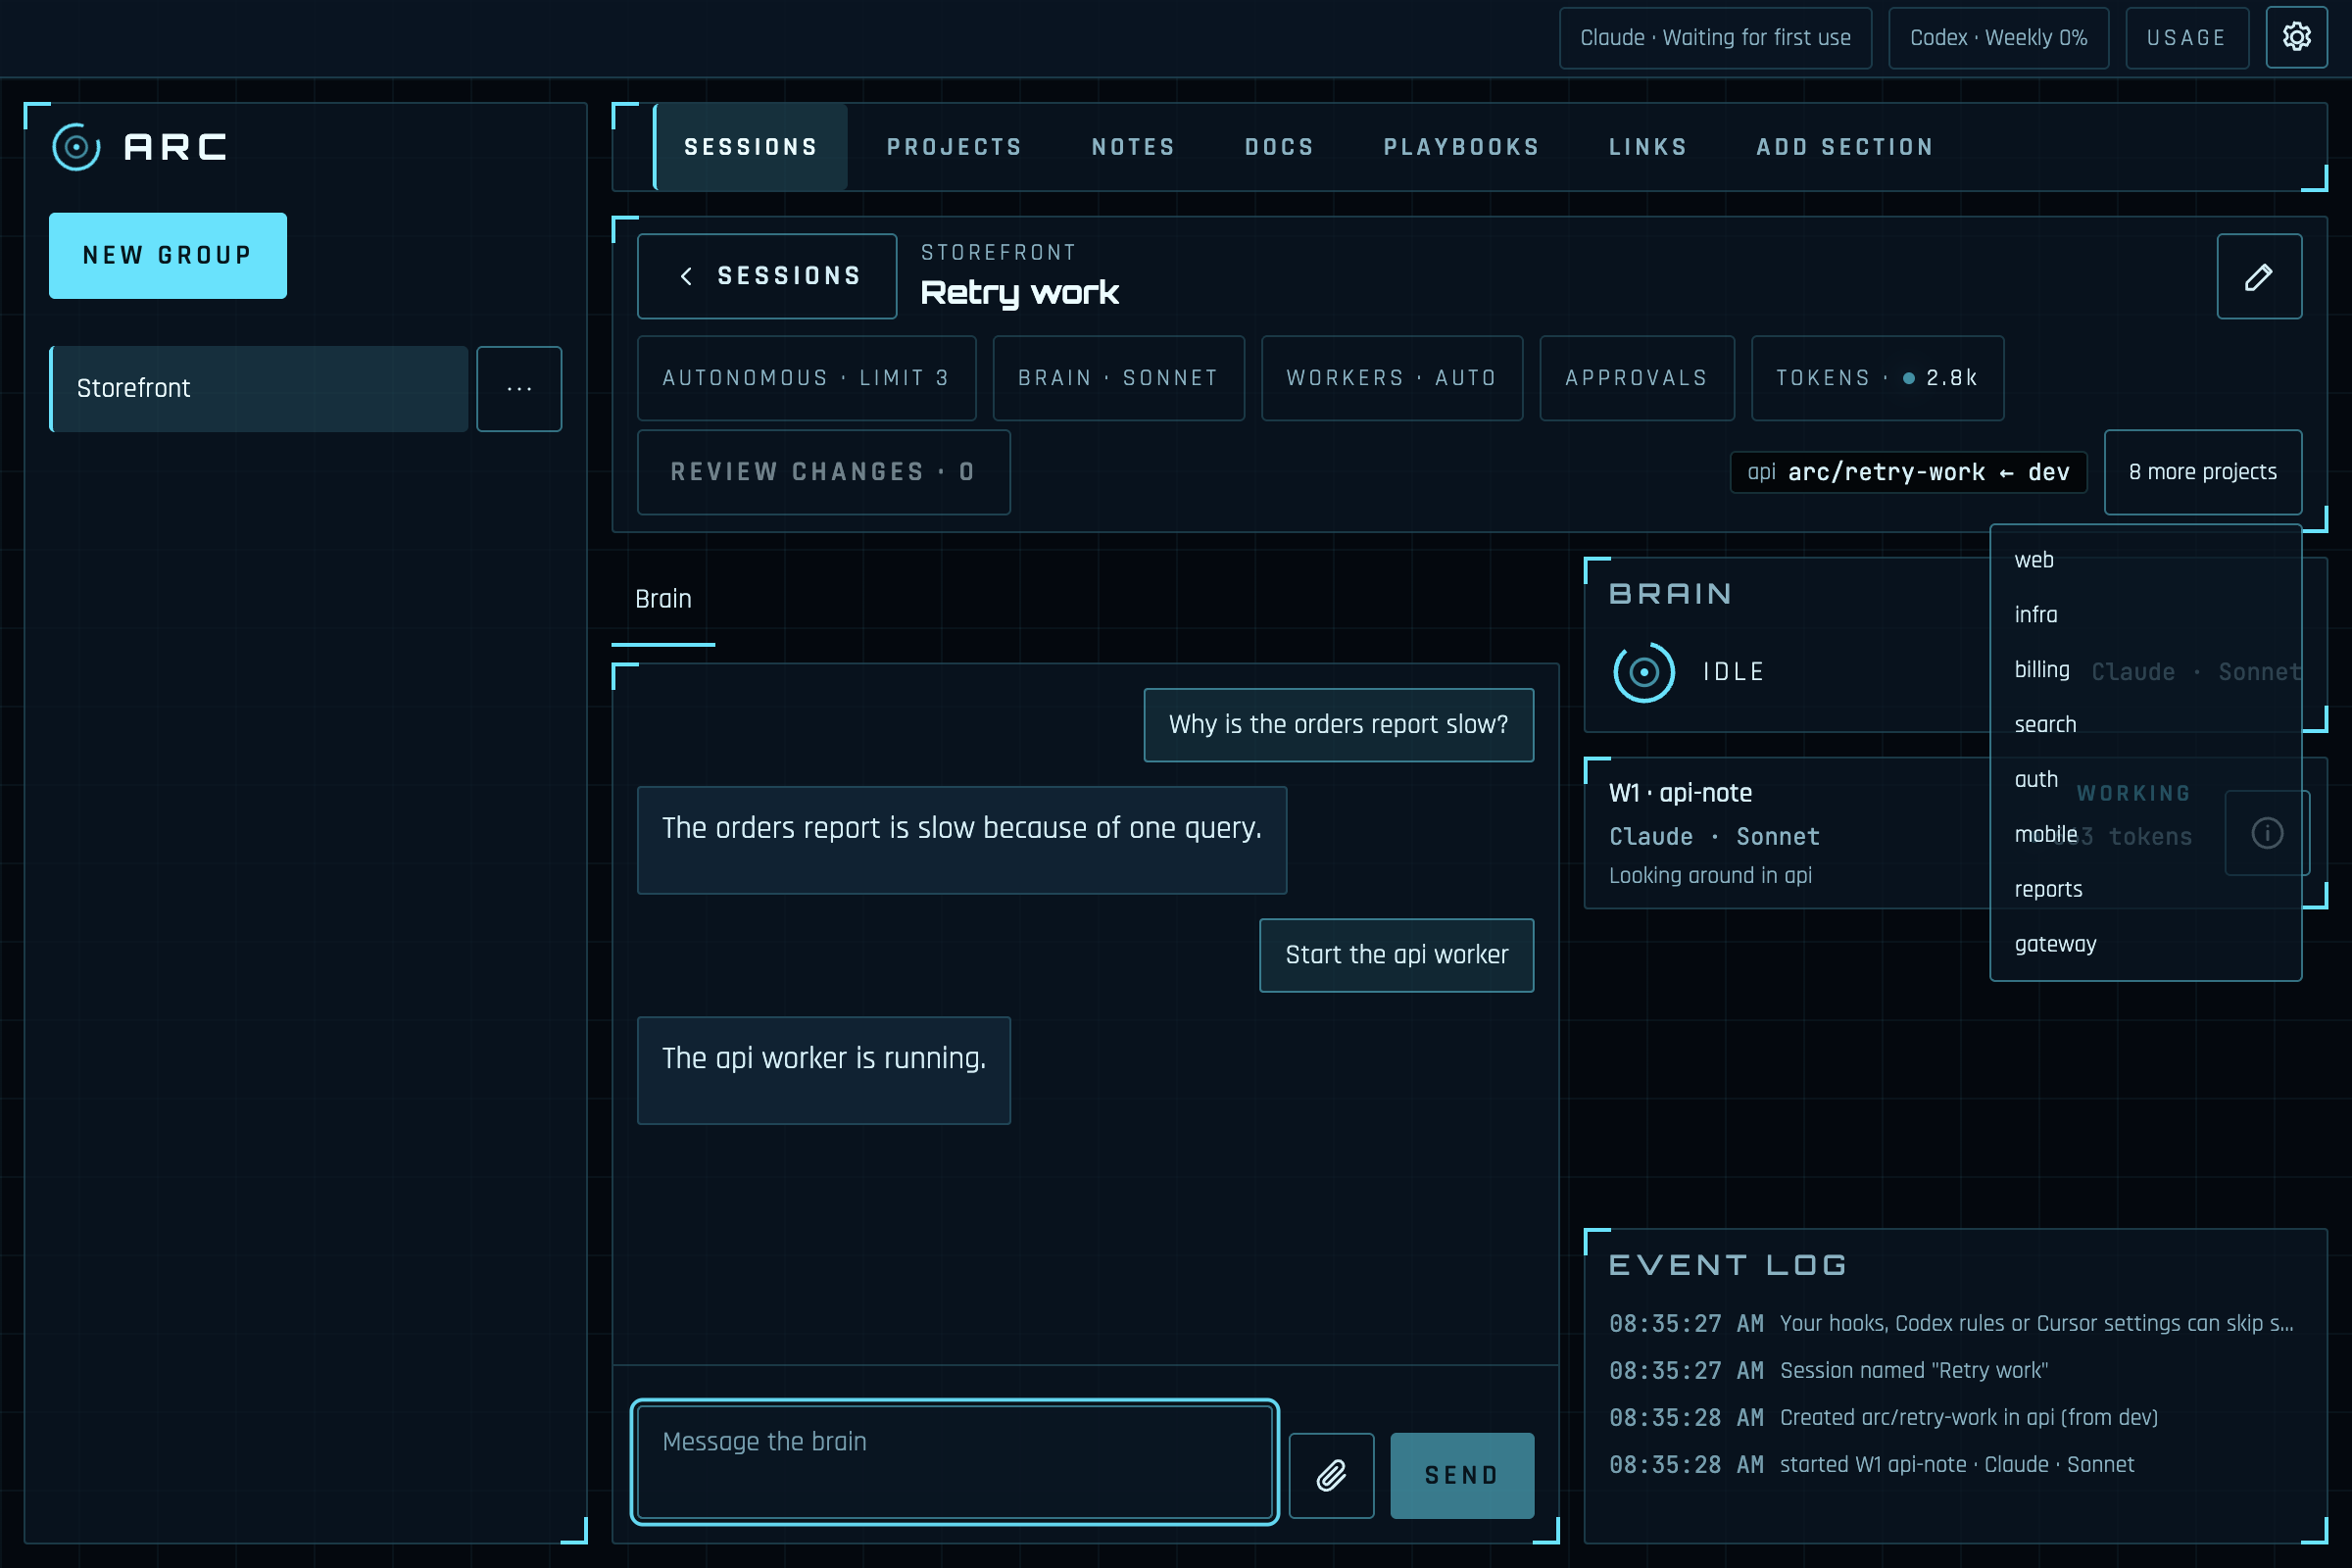 Claude · Waiting for first use
Codex · Weekly 0%
USAGE
ARC
NEW GROUP
Storefront
...
SESSIONS
PROJECTS
NOTES
DOCS
PLAYBOOKS
LINKS
ADD SECTION
SESSIONS
STOREFRONT
Retry work
AUTONOMOUS · LIMIT 3
BRAIN · SONNET
WORKERS · AUTO
APPROVALS
TOKENS · 2.8k
REVIEW CHANGES · 0
api arc/retry-work ← dev
8 more projects
web
infra
billing
search
auth
mobile
reports
gateway
Brain
Why is the orders report slow?
The orders report is slow because of one query.
Start the api worker
The api worker is running.
Message the brain
SEND
BRAIN
IDLE
Claude · Sonnet
W1 · api-note
WORKING
Claude · Sonnet
tokens
Looking around in api
EVENT LOG
08:35:27 AM Your hooks, Codex rules or Cursor settings can skip s...
08:35:27 AM Session named "Retry work"
08:35:28 AM Created arc/retry-work in api (from dev)
08:35:28 AM started W1 api-note · Claude · Sonnet